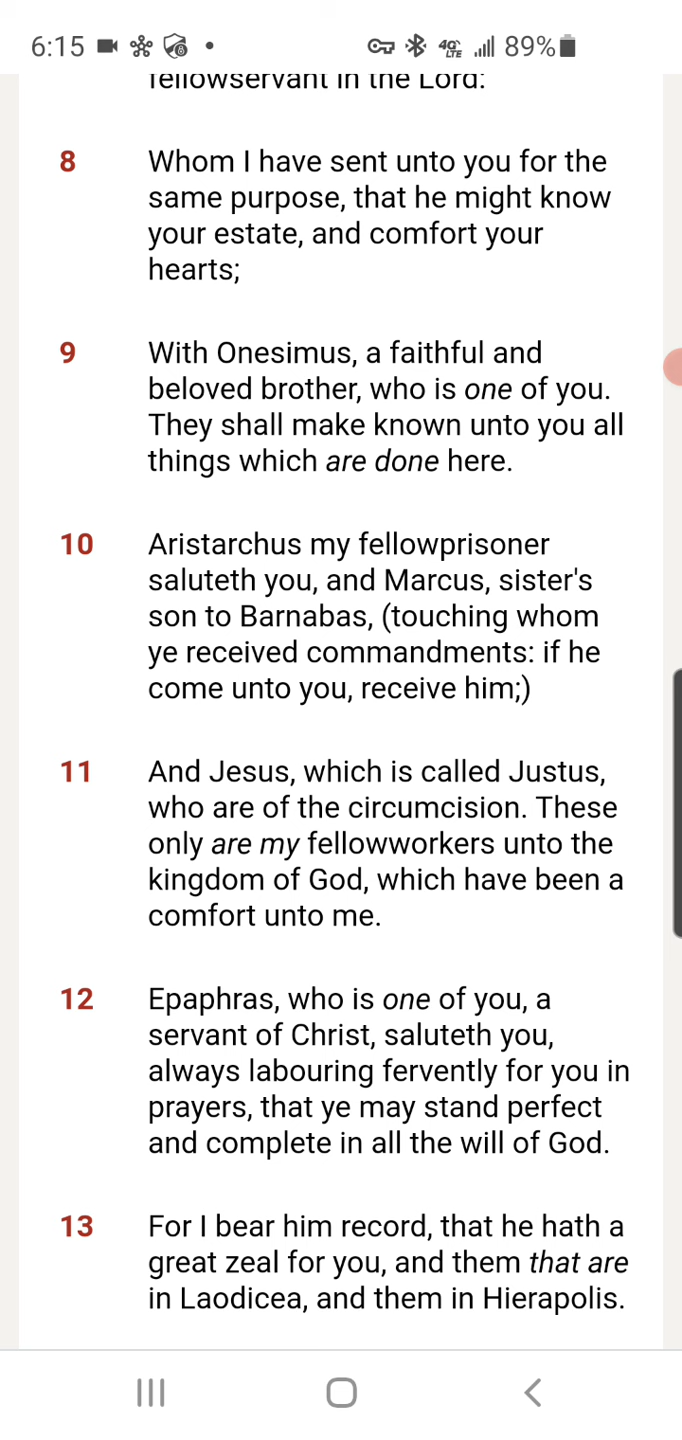 6:15 4G LTE 89%
fellowservant in the Lord:
8 Whom I have sent unto you for the
same purpose, that he might know
your estate, and comfort your
hearts;
9 With Onesimus, a faithful and
beloved brother, who is one of you.
They shall make known unto you all
things which are done here.
10 Aristarchus my fellowprisoner
saluteth you, and Marcus, sister's
son to Barnabas, (touching whom
ye received commandments: if he
come unto you, receive him;)
11 And Jesus, which is called Justus,
who are of the circumcision. These
only are my fellowworkers unto the
kingdom of God, which have been a
comfort unto me.
12 Epaphras, who is one of you, a
servant of Christ, saluteth you,
always labouring fervently for you in
prayers, that ye may stand perfect
and complete in all the will of God.
13 For I bear him record, that he hath a
great zeal for you, and them that are
in Laodicea, and them in Hierapolis.